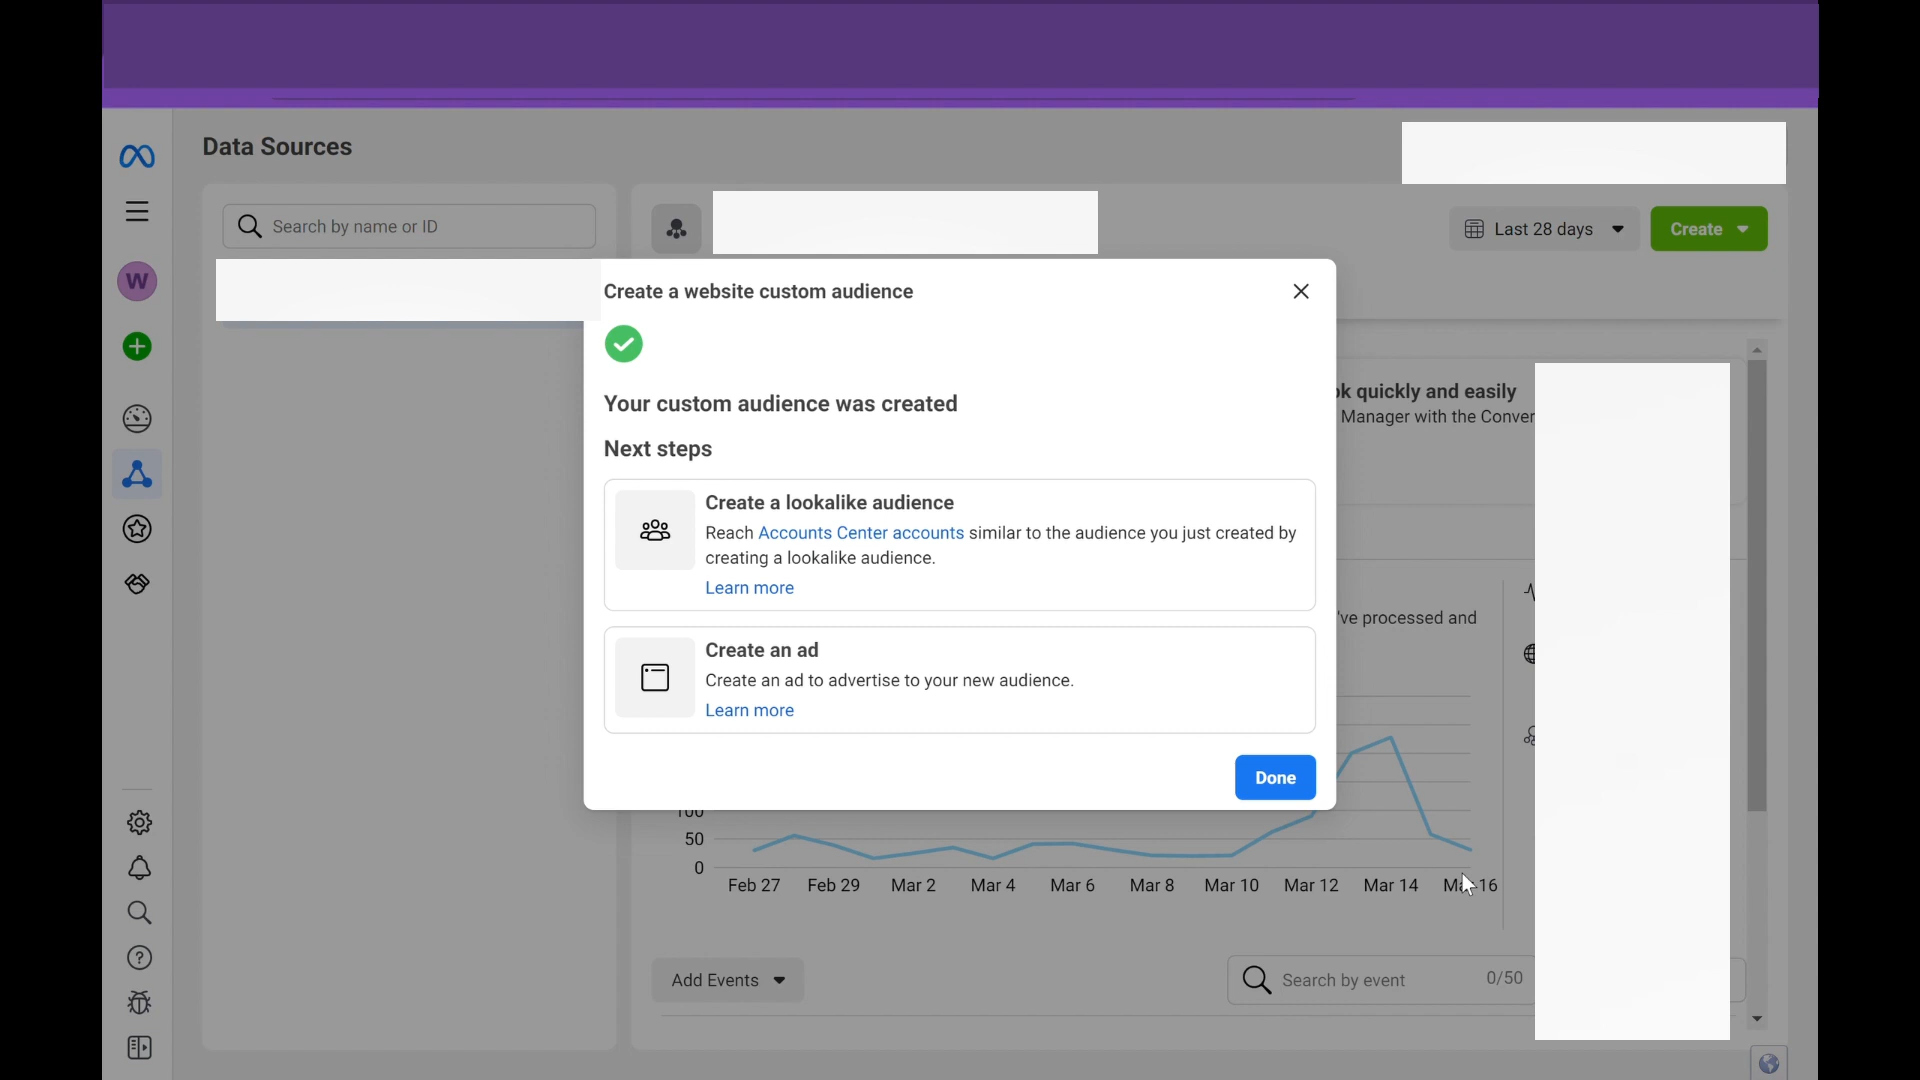 Data Sources
Search by name or ID
Last 28 days
Create
W
Create a website custom audience
Your custom audience was created
Next steps
Create a lookalike audience
Reach Accounts Center accounts similar to the audience you just created by
creating a lookalike audience.
Learn more
Create an ad
Create an ad to advertise to your new audience.
Learn more
Done
quickly and easily
Manager with the
've processed and
50
0
Feb 27 Feb 29 Mar 2 Mar 4 Mar 6 Mar 8 Mar 10 Mar 12 Mar 14 Mar 16
Add Events
Search by event
0/50